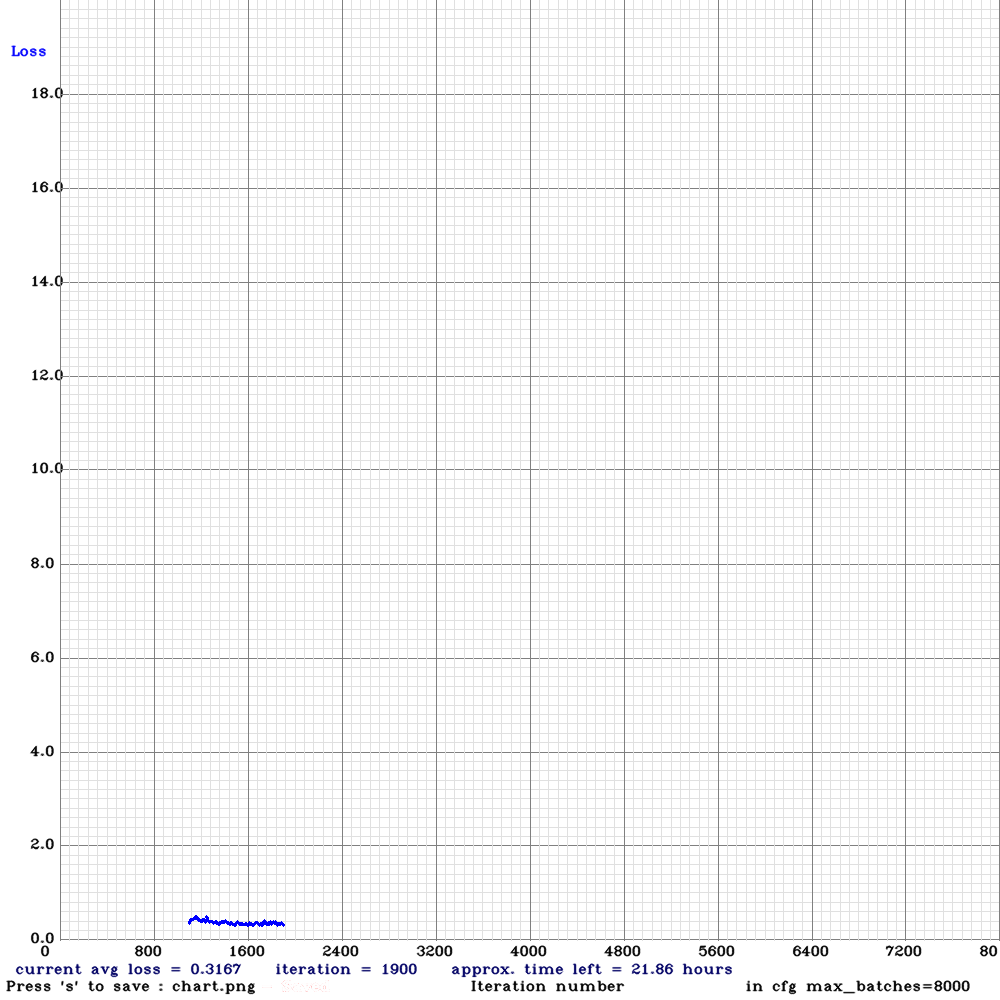 Loss
18.0
16.0
14.0
12.0
10.0
8.0
6.0
4.0
2.0
0.0
0 800 1600 2400 3200 4000 4800 5600 6400 7200 80
current avg loss = 0.3167 iteration = 1900 approx. time left = 21.86 hours
Press 's' to save : chart.png Iteration number in cfg max_batches=8000